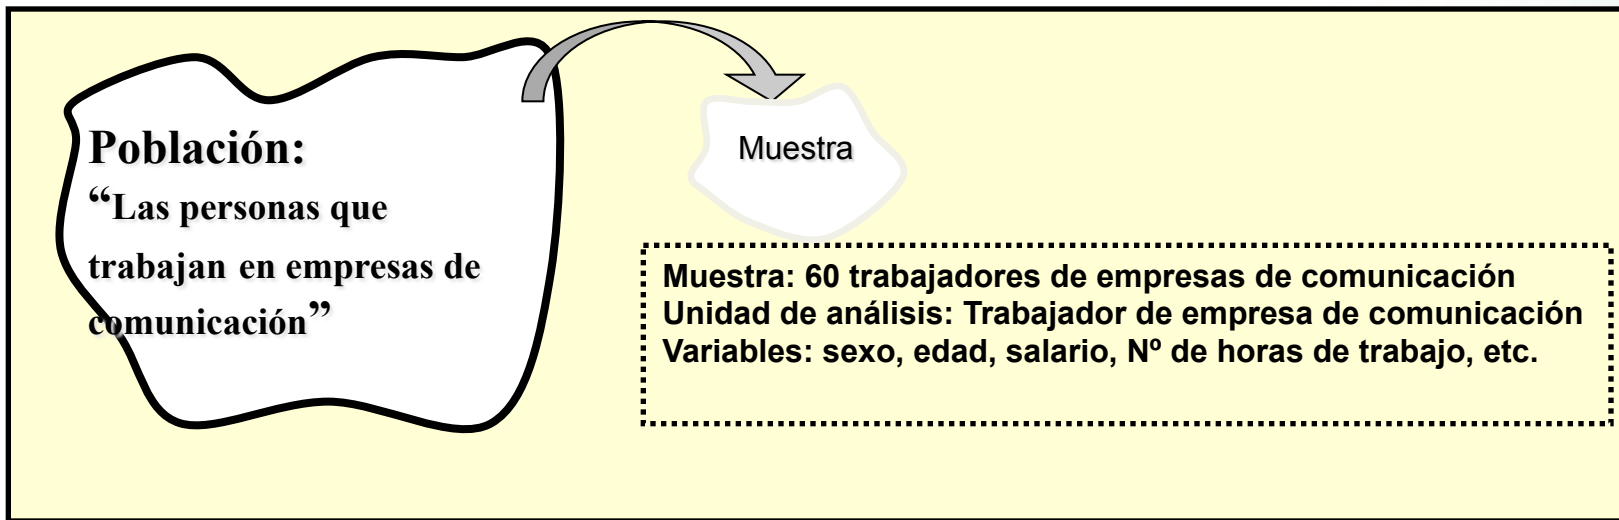 Población:
“Las personas que
trabajan en empresas de
comunicación”
Muestra
Muestra: 60 trabajadores de empresas de comunicación
Unidad de análisis: Trabajador de empresa de comunicación
Variables: sexo, edad, salario, Nº de horas de trabajo, etc.